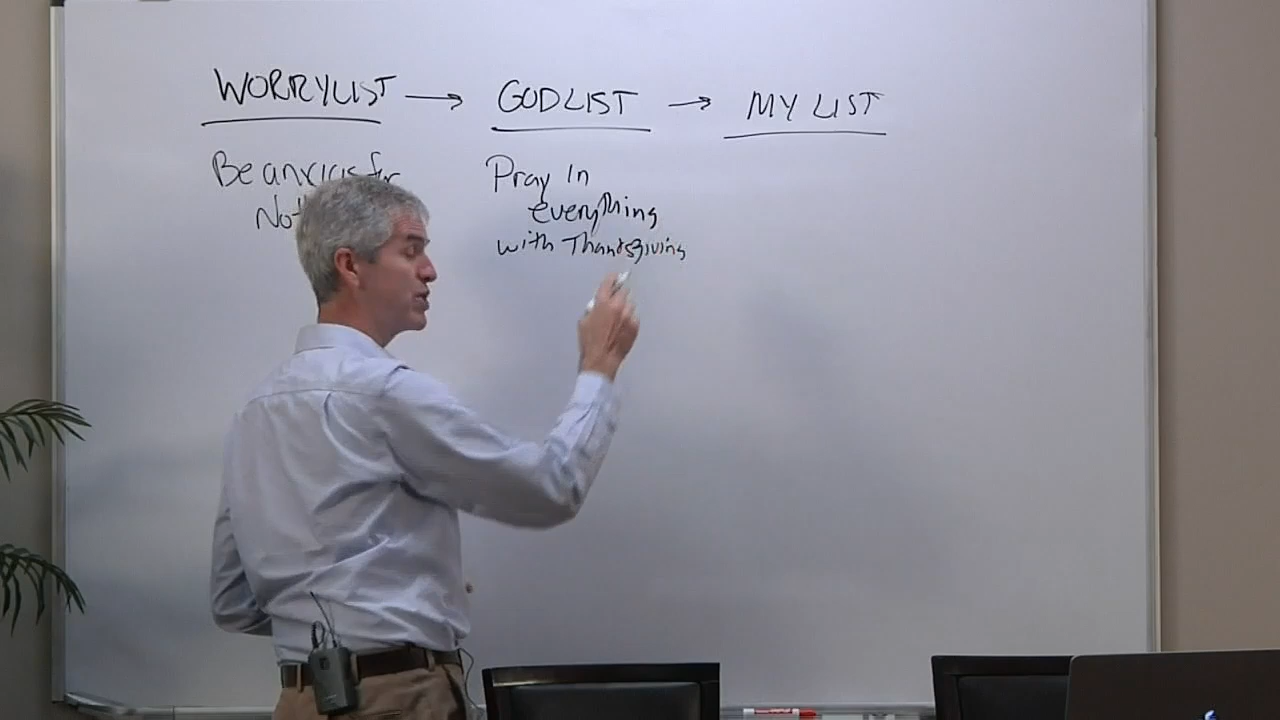 WORRYLIST → GODLIST → MY LIST
Be anxious for
Pray In
everything
with Thanksgiving